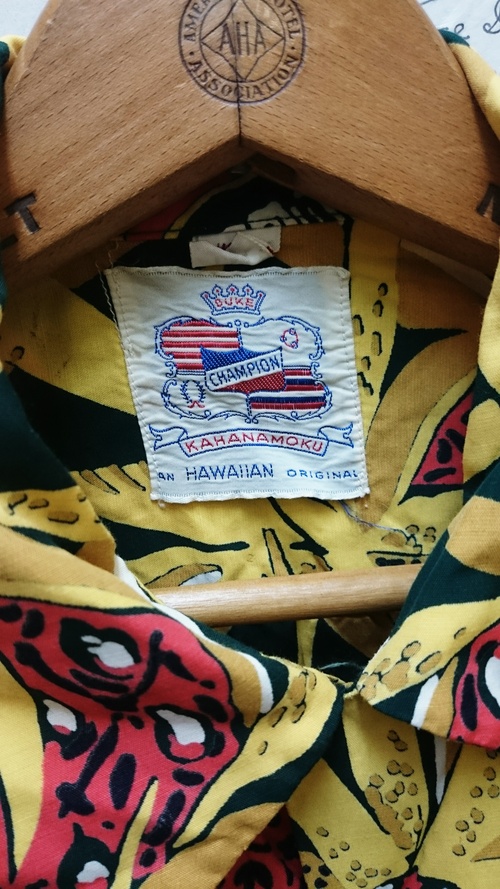 AMERICAN HOTEL
AHA
ASSOCIATION
DUKE
CHAMPION
KAHANAMOKU
AN HAWAIIAN ORIGINAL